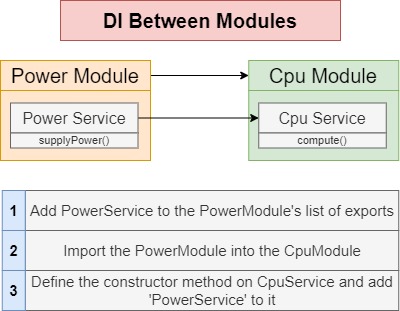 DI Between Modules
Power Module
Cpu Module
Power Service
supplyPower()
Cpu Service
compute()
1 Add PowerService to the PowerModule's list of exports
2 Import the PowerModule into the CpuModule
3 Define the constructor method on CpuService and add
'PowerService' to it